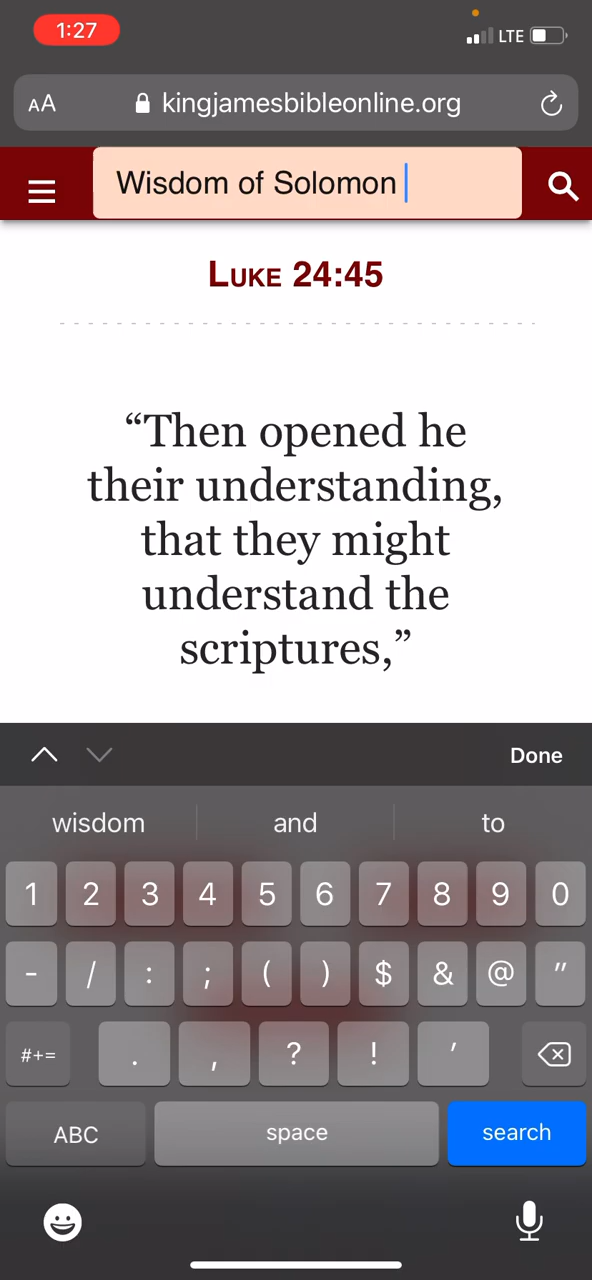 1:27
LTE
AA kingjamesbibleonline.org
Wisdom of Solomon
LUKE 24:45
“Then opened he
their understanding,
that they might
understand the
scriptures,”
Done
wisdom and to
1 2 3 4 5 6 7 8 9 0
- / : ; ( ) $ & @ "
#+= . , ? ! '
ABC space search